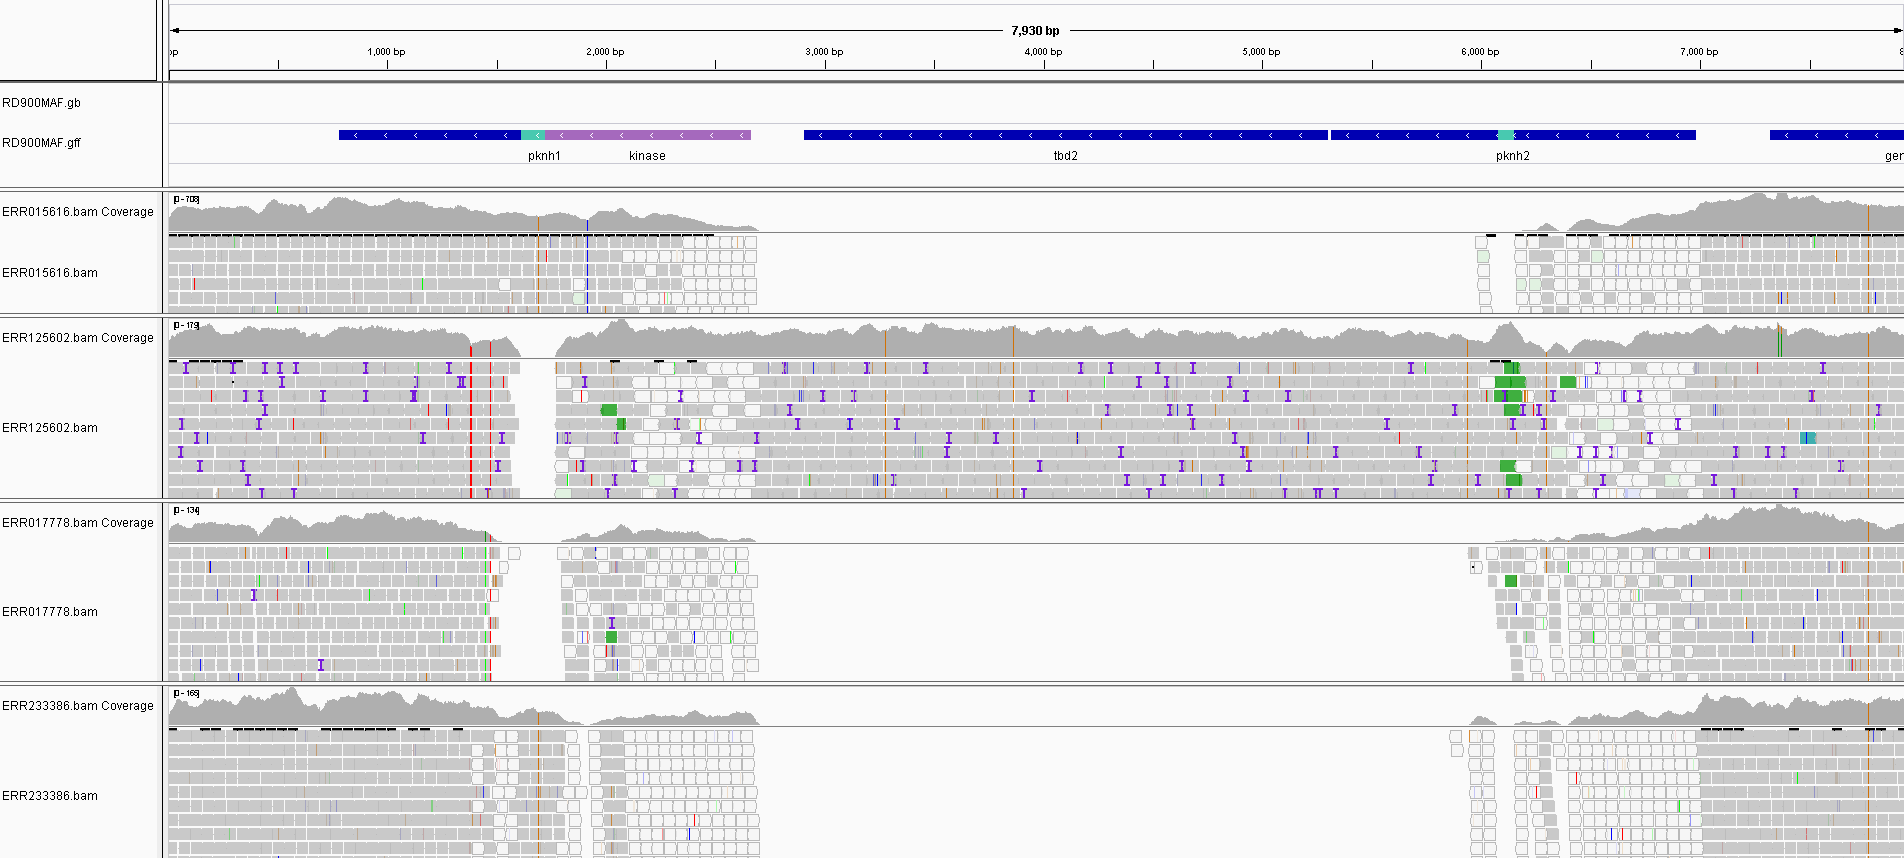 7,930 bp
bp 1,000 bp 2,000 bp 3,000 bp 4,000 bp 5,000 bp 6,000 bp 7,000 bp 8
RD900MAF.gb
RD900MAF.gff
pknh1 kinase tbd2 pknh2 ger
[0 - 708]
ERR015616.bam Coverage
ERR015616.bam
[0 - 179]
ERR125602.bam Coverage
ERR125602.bam
[0 - 134]
ERR017778.bam Coverage
ERR017778.bam
[0 - 165]
ERR233386.bam Coverage
ERR233386.bam